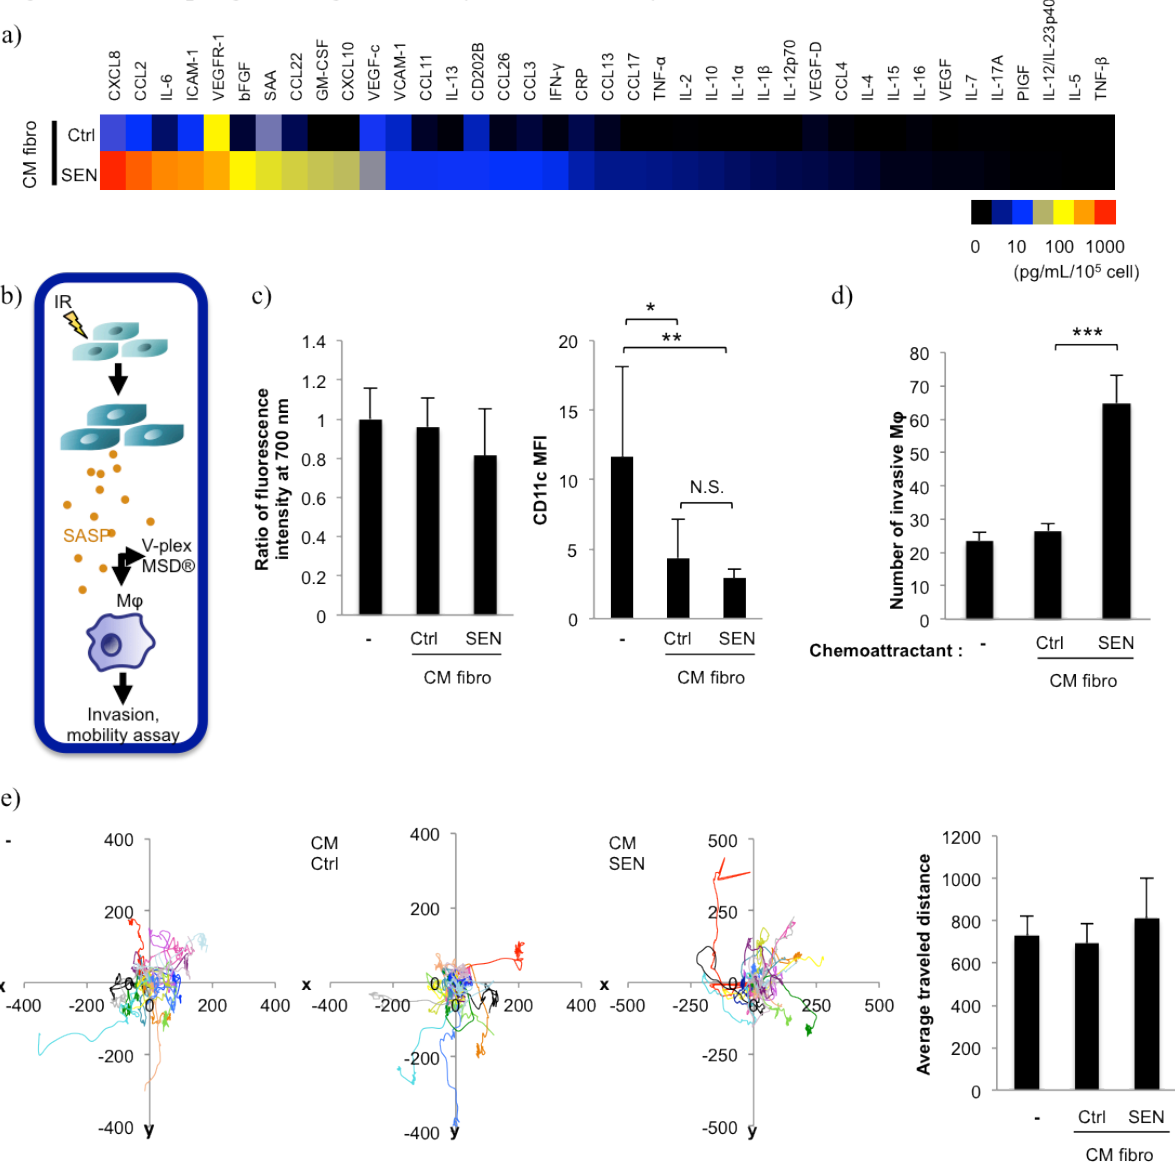 a)
CXCL8
CCL2
IL-6
ICAM-1
VEGFR-1
bFGF
SAA
CCL22
GM-CSF
CXCL10
VEGF-c
VCAM-1
CCL11
IL-13
CD202B
CCL26
CCL3
IFN-γ
CRP
CCL13
CCL17
TNF-α
IL-2
IL-10
IL-1α
IL-1β
IL-12p70
VEGF-D
CCL4
IL-4
IL-15
IL-16
VEGF
IL-7
IL-17A
PlGF
IL-12/IL-23p40
IL-5
TNF-β
CM fibro
Ctrl
SEN
0 10 100 1000
(pg/mL/10⁵ cell)
b)
IR
SASP
V-plex
MSD®
Mφ
Invasion,
mobility assay
c)
Ratio of fluorescence
intensity at 700 nm
1.4
1.2
1
0.8
0.6
0.4
0.2
0
- Ctrl SEN
CM fibro
CD11c MFI
20
15
10
5
0
*
**
N.S.
- Ctrl SEN
CM fibro
d)
Number of invasive Mφ
80
70
60
50
40
30
20
10
0
***
Chemoattractant : - Ctrl SEN
CM fibro
e)
-
400
200
0
-200
-400
x
-400 -200 0 200 400
y
CM
Ctrl
400
200
0
-200
-400
x
-400 -200 0 200 400
y
CM
SEN
500
250
0
-250
-500
x
-500 -250 0 250 500
y
Average traveled distance
1200
1000
800
600
400
200
0
- Ctrl SEN
CM fibro